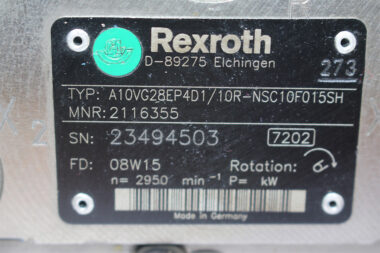 Rexroth
D-89275 Elchingen
273
TYP: A10VG28EP4D1/10R-NSC10F015SH
MNR: 2116355
SN: 23494503 7202
FD: 08W15 Rotation:
n= 2950 min⁻¹ P= kW
Made in Germany